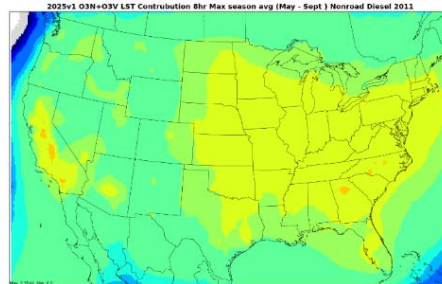 2025v1 O3N+O3V LST Contrubution 8hr Max season avg (May - Sept ) Nonroad Diesel 2011